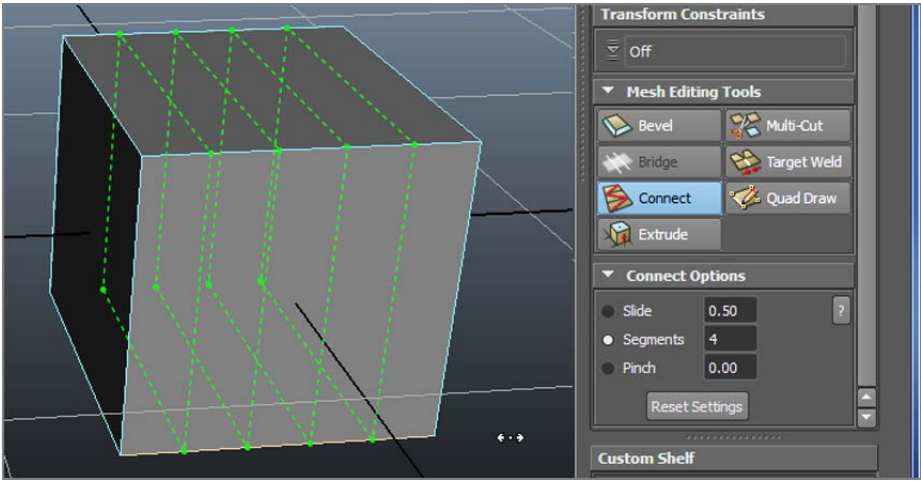 Transform Constraints
Off
Mesh Editing Tools
Bevel
Multi-Cut
Bridge
Target Weld
Connect
Quad Draw
Extrude
Connect Options
Slide 0.50 ?
Segments 4
Pinch 0.00
Reset Settings
Custom Shelf